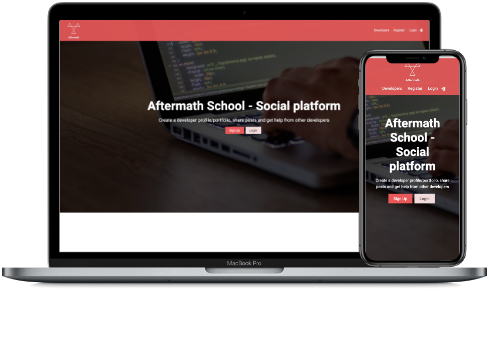 Developers Register Login
Aftermath
Aftermath School - Social platform
Create a developer profile/portfolio, share posts and get help from other developers
Sign Up Login
MacBook Pro
Aftermath
Developers Register Login
Aftermath
School -
Social
platform
Create a developer profile/portfolio, share
posts and get help from other developers
Sign Up Login